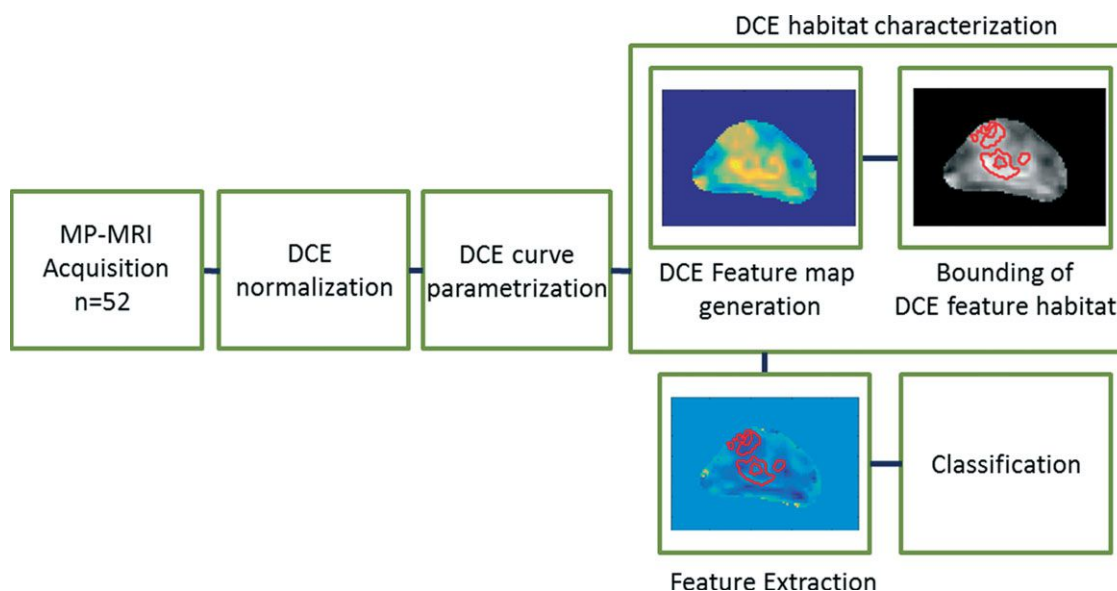 DCE habitat characterization
MP-MRI
Acquisition
n=52
DCE
normalization
DCE curve
parametrization
DCE Feature map
generation
Bounding of
DCE feature habitat
Feature Extraction
Classification